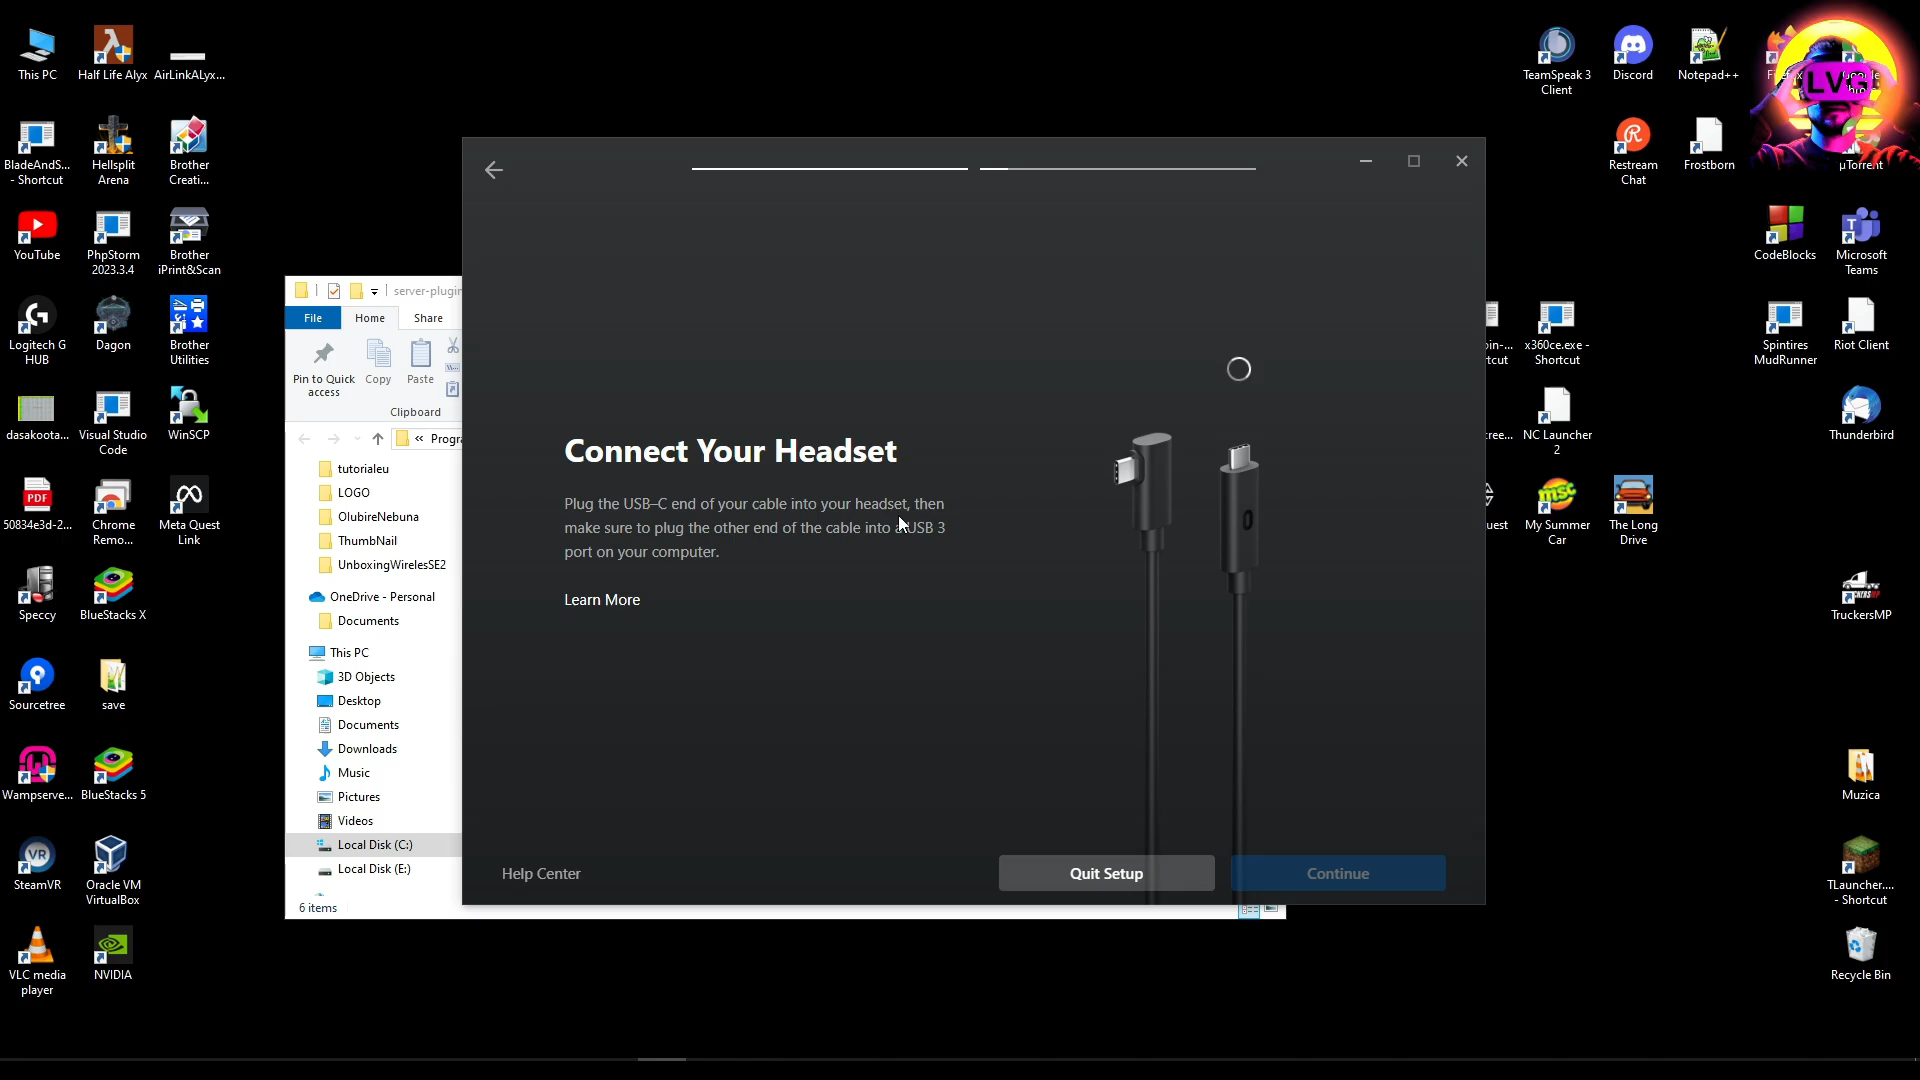 This PC
Half Life Alyx
AirLinkALyx...
BladeAndS...
- Shortcut
Hellsplit
Arena
Brother
Creati...
YouTube
PhpStorm
2023.3.4
Brother
iPrint&Scan
Logitech G
HUB
Dagon
Brother
Utilities
dasakoota...
Visual Studio
Code
WinSCP
PDF
50834e3d-2...
Chrome
Remo...
Meta Quest
Link
Speccy
BlueStacks X
Sourcetree
save
Wampserve...
BlueStacks 5
VR
SteamVR
Oracle VM
VirtualBox
VLC media
player
NVIDIA
server-plugin
File
Home
Share
Pin to Quick
access
Copy
Paste
Clipboard
« Progra
tutorialeu
LOGO
OlubireNebuna
ThumbNail
UnboxingWirelesSE2
OneDrive - Personal
Documents
This PC
3D Objects
Desktop
Documents
Downloads
Music
Pictures
Videos
Local Disk (C:)
Local Disk (E:)
6 items
Connect Your Headset
Plug the USB-C end of your cable into your headset, then
make sure to plug the other end of the cable into a USB 3
port on your computer.
Learn More
Help Center
Quit Setup
Continue
TeamSpeak 3
Client
Discord
Notepad++
LVG
Restream
Chat
Frostborn
µTorrent
CodeBlocks
Microsoft
Teams
x360ce.exe -
Shortcut
Spintires
MudRunner
Riot Client
NC Launcher
2
Thunderbird
msc
My Summer
Car
The Long
Drive
TruckersMP
Muzica
TLauncher....
- Shortcut
Recycle Bin